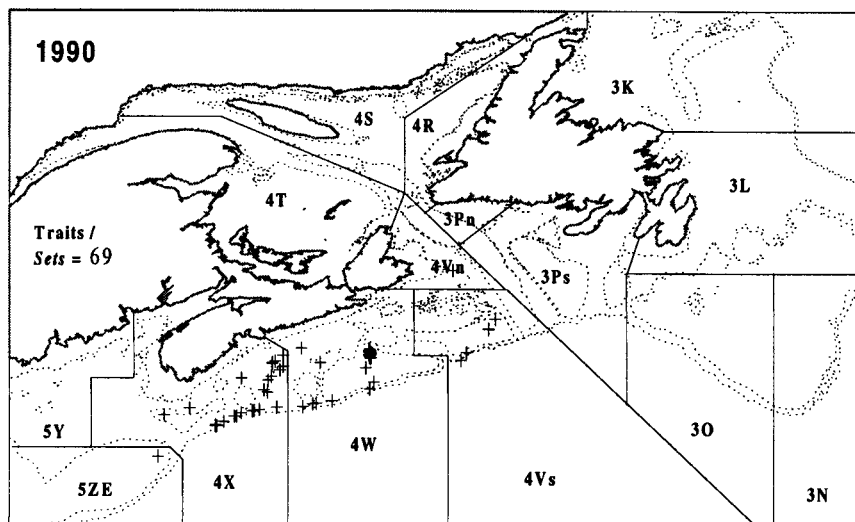 1990
3K
4S
4R
3L
4T
3Pn
Traits /
Sets = 69
4Vn
3Ps
5Y
4W
3O
5ZE
4X
4Vs
3N